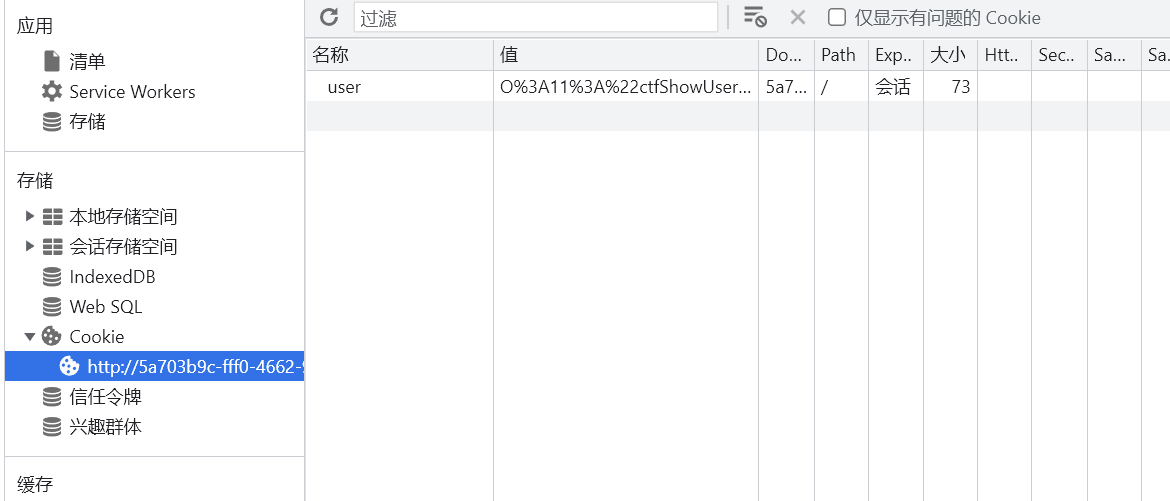 应用
清单
Service Workers
存储
存储
本地存储空间
会话存储空间
IndexedDB
Web SQL
Cookie
http://5a703b9c-fff0-4662-
信任令牌
兴趣群体
缓存
过滤
仅显示有问题的 Cookie
名称 值 Do... Path Exp.. 大小 Htt.. Sec.. Sa... Sa.
user O%3A11%3A%22ctfShowUser... 5a7... / 会话 73